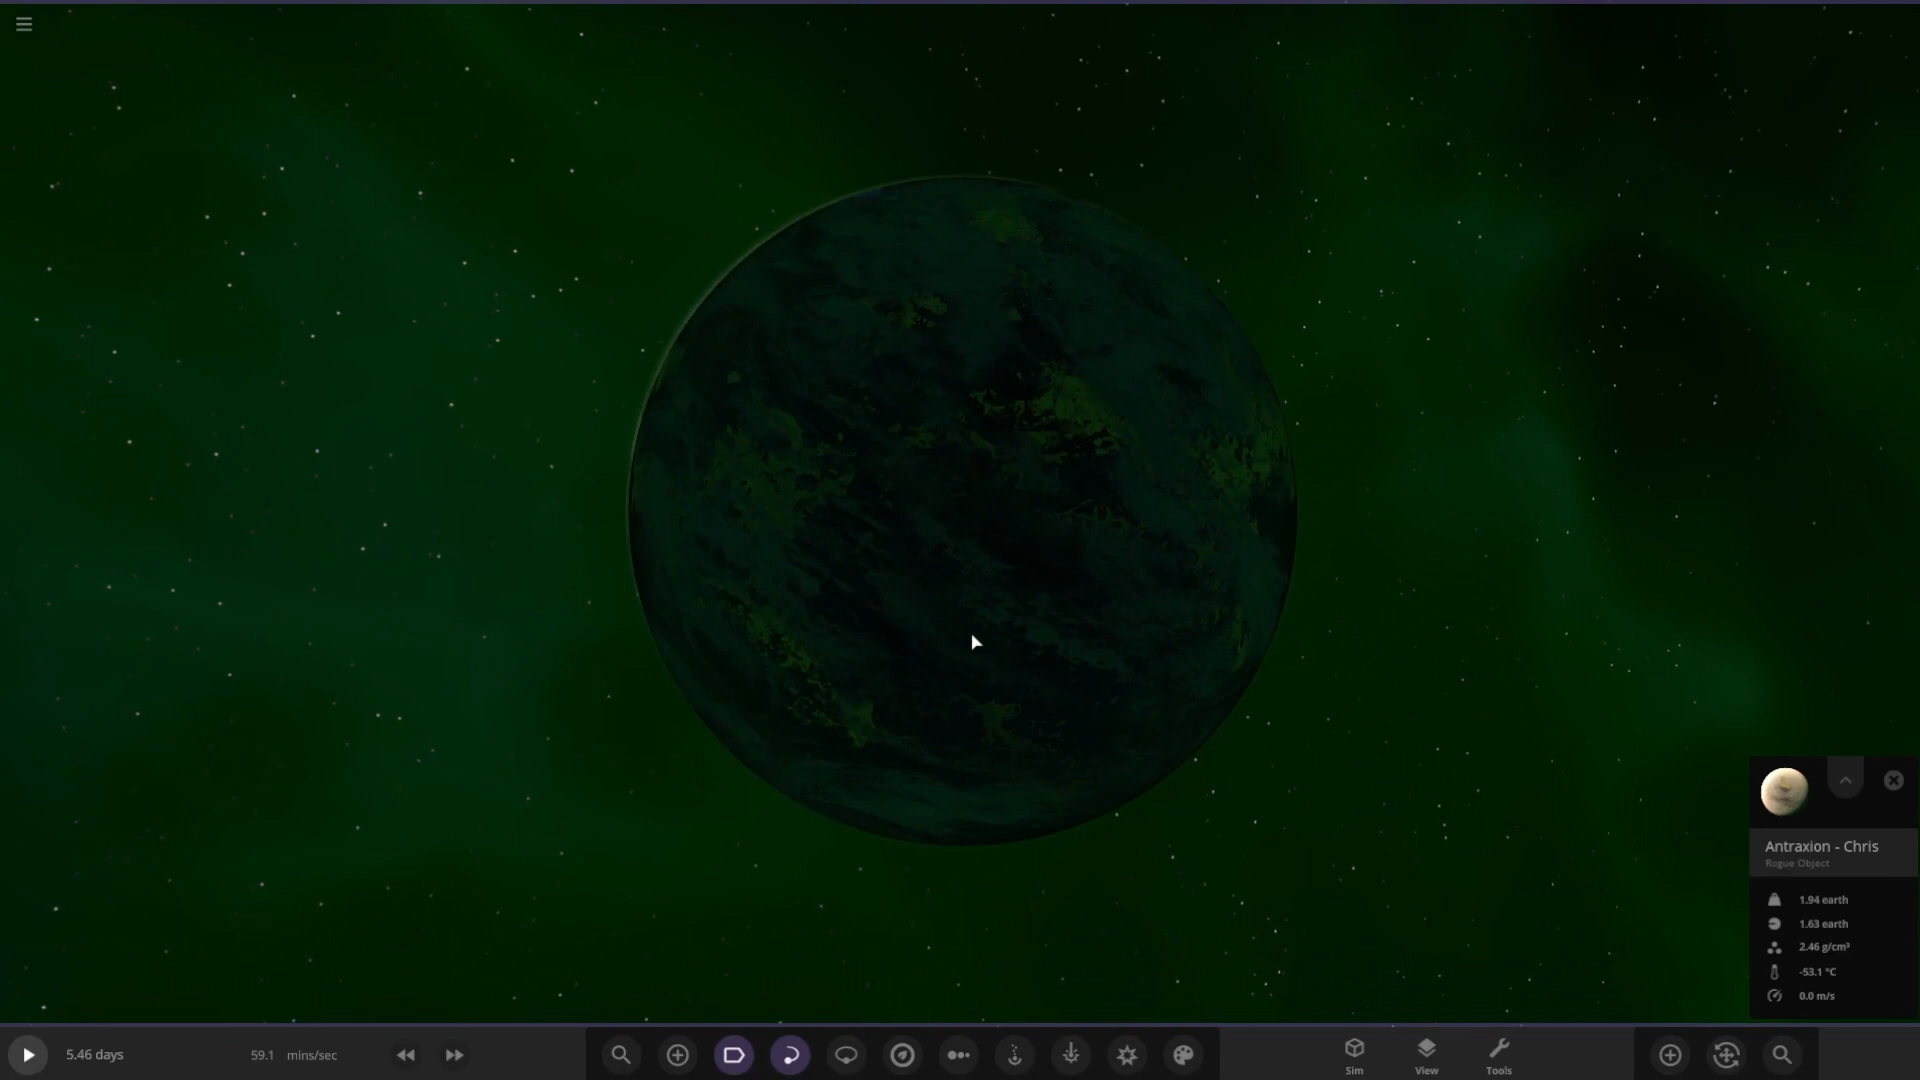 Antraxion - Chris
Rogue Object
1.94 earth
1.63 earth
2.46 g/cm³
-53.1 °C
0.0 m/s
5.46 days
59.1 mins/sec
Sim
View
Tools